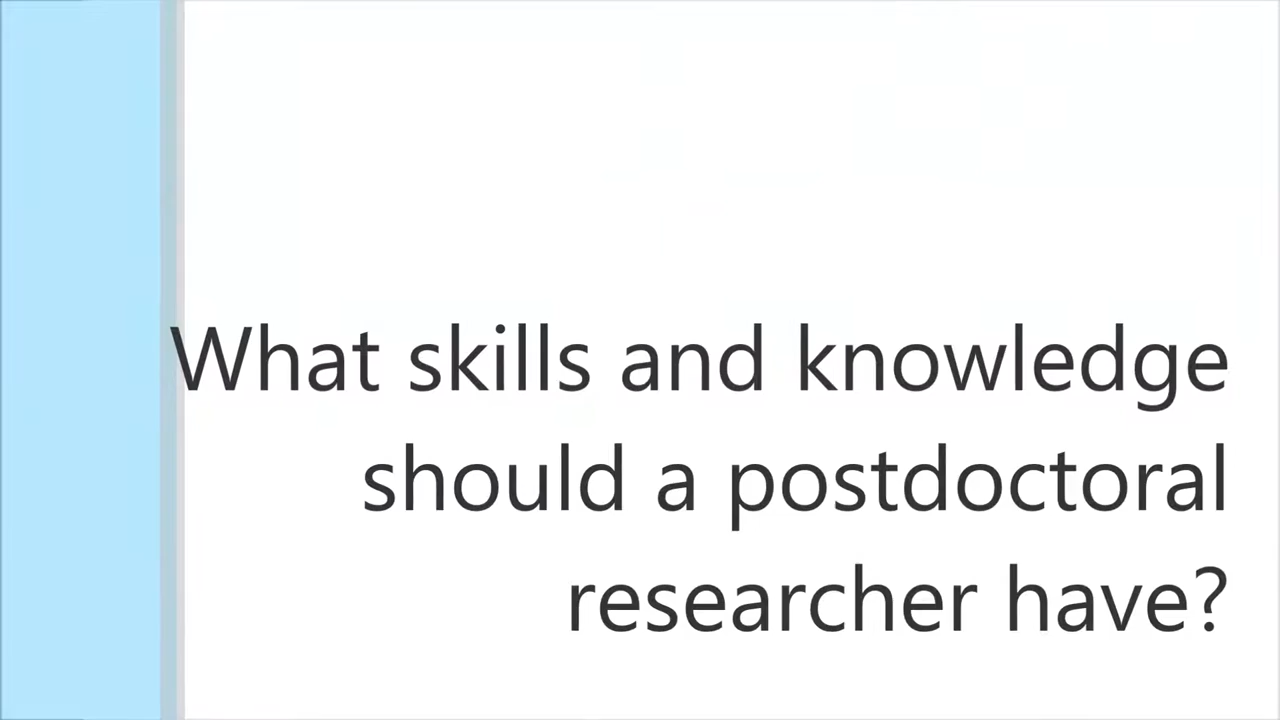 What skills and knowledge
should a postdoctoral
researcher have?